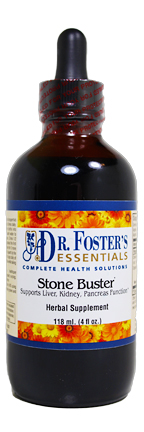 DR. FOSTER'S
ESSENTIALS
COMPLETE HEALTH SOLUTIONS
Stone Buster
Supports Liver, Kidney, Pancreas Function
Herbal Supplement
118 ml. (4 fl. oz.)